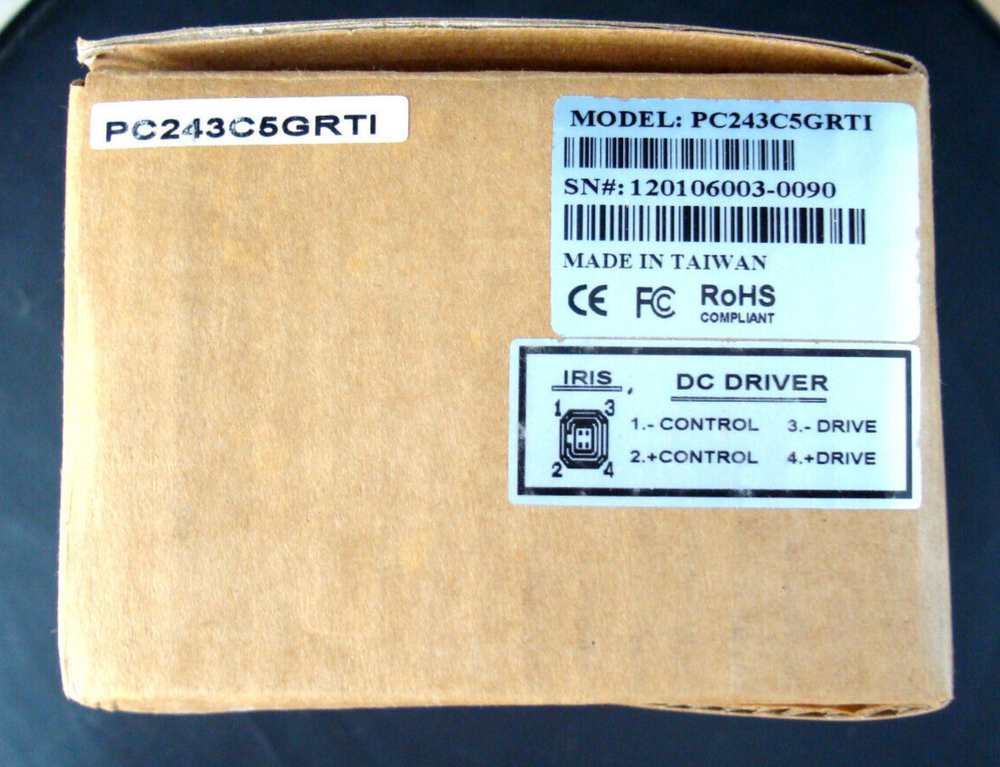 PC243C5GRTI
MODEL: PC243C5GRTI
SN#: 120106003-0090
MADE IN TAIWAN
CE FC RoHS
COMPLIANT
IRIS DC DRIVER
1 3
2 4
1.- CONTROL 3.- DRIVE
2.+CONTROL 4.+DRIVE